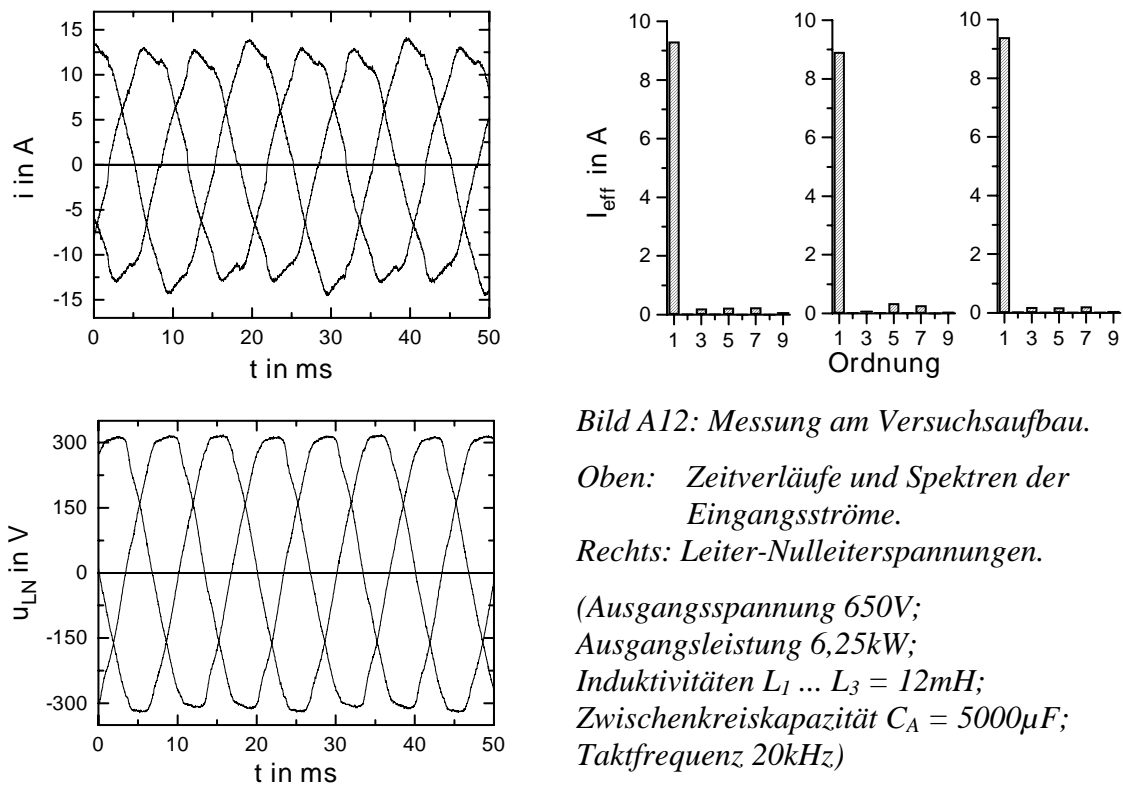 15
10
5
0
-5
-10
-15
i in A
0 10 20 30 40 50
t in ms
10
8
6
4
2
0
I_eff in A
1 3 5 7 9
10
8
6
4
2
0
1 3 5 7 9
Ordnung
10
8
6
4
2
0
1 3 5 7 9
300
150
0
-150
-300
u_LN in V
0 10 20 30 40 50
t in ms
Bild A12: Messung am Versuchsaufbau.
Oben: Zeitverläufe und Spektren der
Eingangsströme.
Rechts: Leiter-Nulleiterspannungen.
(Ausgangsspannung 650V;
Ausgangsleistung 6,25kW;
Induktivitäten L1 ... L3 = 12mH;
Zwischenkreiskapazität CA = 5000µF;
Taktfrequenz 20kHz)